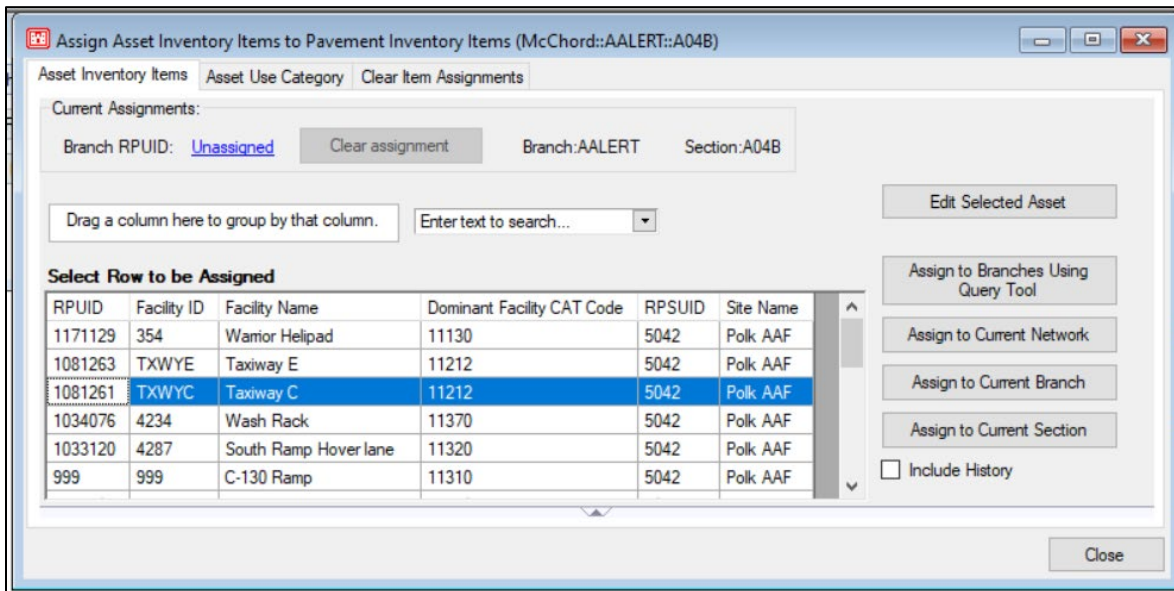 Assign Asset Inventory Items to Pavement Inventory Items (McChord::AALERT::A04B)
Asset Inventory Items Asset Use Category Clear Item Assignments
Current Assignments:
Branch RPUID: Unassigned Clear assignment Branch:AALERT Section:A04B
Drag a column here to group by that column. Enter text to search...
Edit Selected Asset
Select Row to be Assigned
RPUID Facility ID Facility Name Dominant Facility CAT Code RPSUID Site Name
1171129 354 Warrior Helipad 11130 5042 Polk AAF
1081263 TXWYE Taxiway E 11212 5042 Polk AAF
1081261 TXWYC Taxiway C 11212 5042 Polk AAF
1034076 4234 Wash Rack 11370 5042 Polk AAF
1033120 4287 South Ramp Hover lane 11320 5042 Polk AAF
999 999 C-130 Ramp 11310 5042 Polk AAF
Assign to Branches Using
Query Tool
Assign to Current Network
Assign to Current Branch
Assign to Current Section
Include History
Close